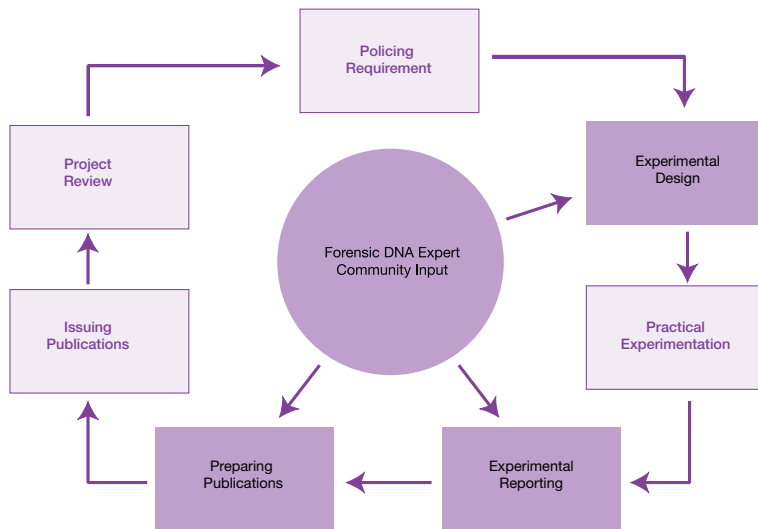 Policing
Requirement
Experimental
Design
Practical
Experimentation
Experimental
Reporting
Preparing
Publications
Issuing
Publications
Project
Review
Forensic DNA Expert
Community Input